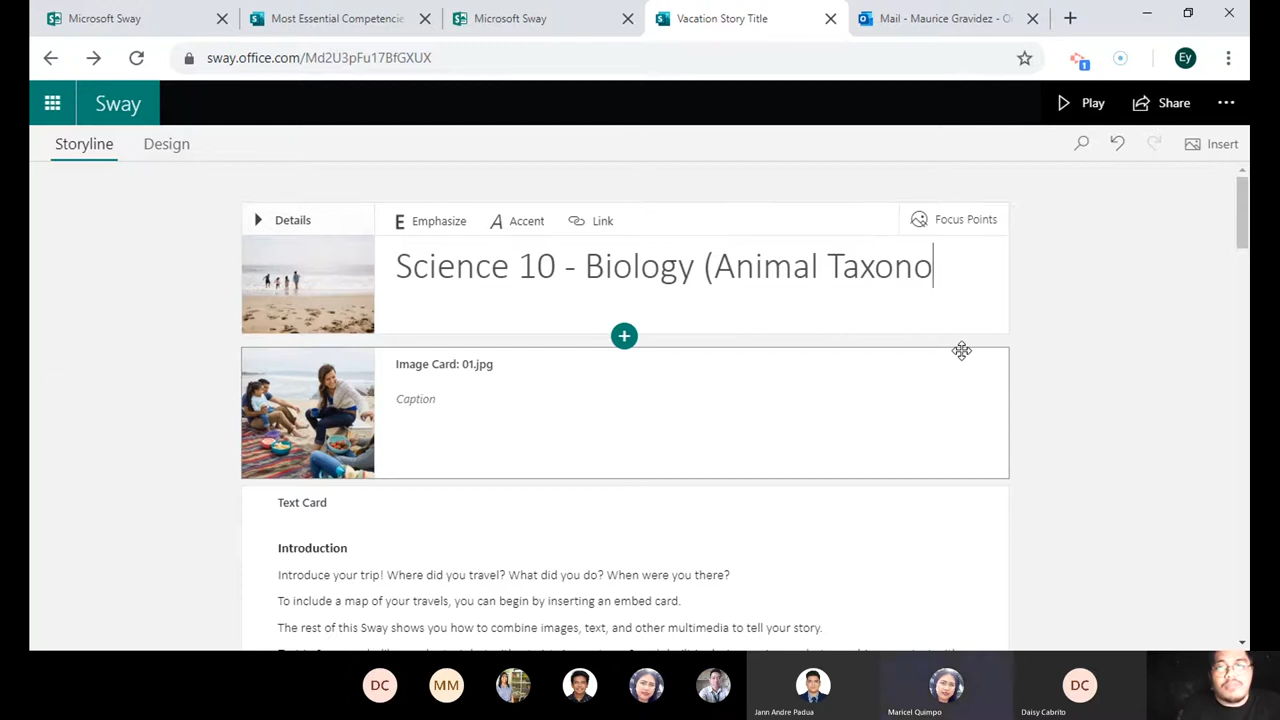 Microsoft Sway
Most Essential Competencie
Microsoft Sway
Vacation Story Title
Mail - Maurice Gravidez - O
sway.office.com/Md2U3pFu17BfGXUX
1
Ey
Sway
Play
Share
Storyline
Design
Insert
Details
E Emphasize
A Accent
Link
Focus Points
Science 10 - Biology (Animal Taxono
Image Card: 01.jpg
Caption
Text Card
Introduction
Introduce your trip! Where did you travel? What did you do? When were you there?
To include a map of your travels, you can begin by inserting an embed card.
The rest of this Sway shows you how to combine images, text, and other multimedia to tell your story.
DC
MM
DC
Jann Andre Padua
Maricel Quimpo
Daisy Cabrito